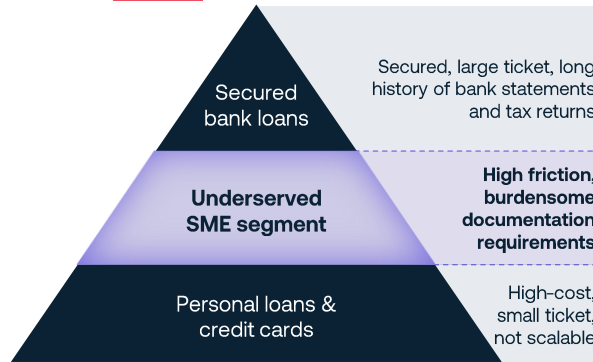 Secured
bank loans
Secured, large ticket, long
history of bank statements
and tax returns
Underserved
SME segment
High friction,
burdensome
documentation
requirements
Personal loans &
credit cards
High-cost,
small ticket,
not scalable